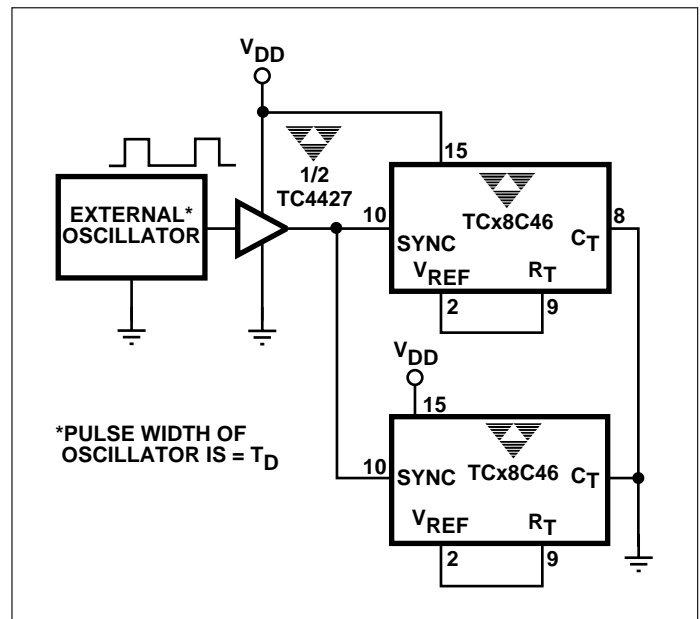 VDD
1/2
TC4427
EXTERNAL*
OSCILLATOR
15
10
TCx8C46
8
SYNC
CT
VREF
RT
2
9
VDD
15
*PULSE WIDTH OF
OSCILLATOR IS = TD
10
TCx8C46
SYNC
CT
VREF
RT
2
9